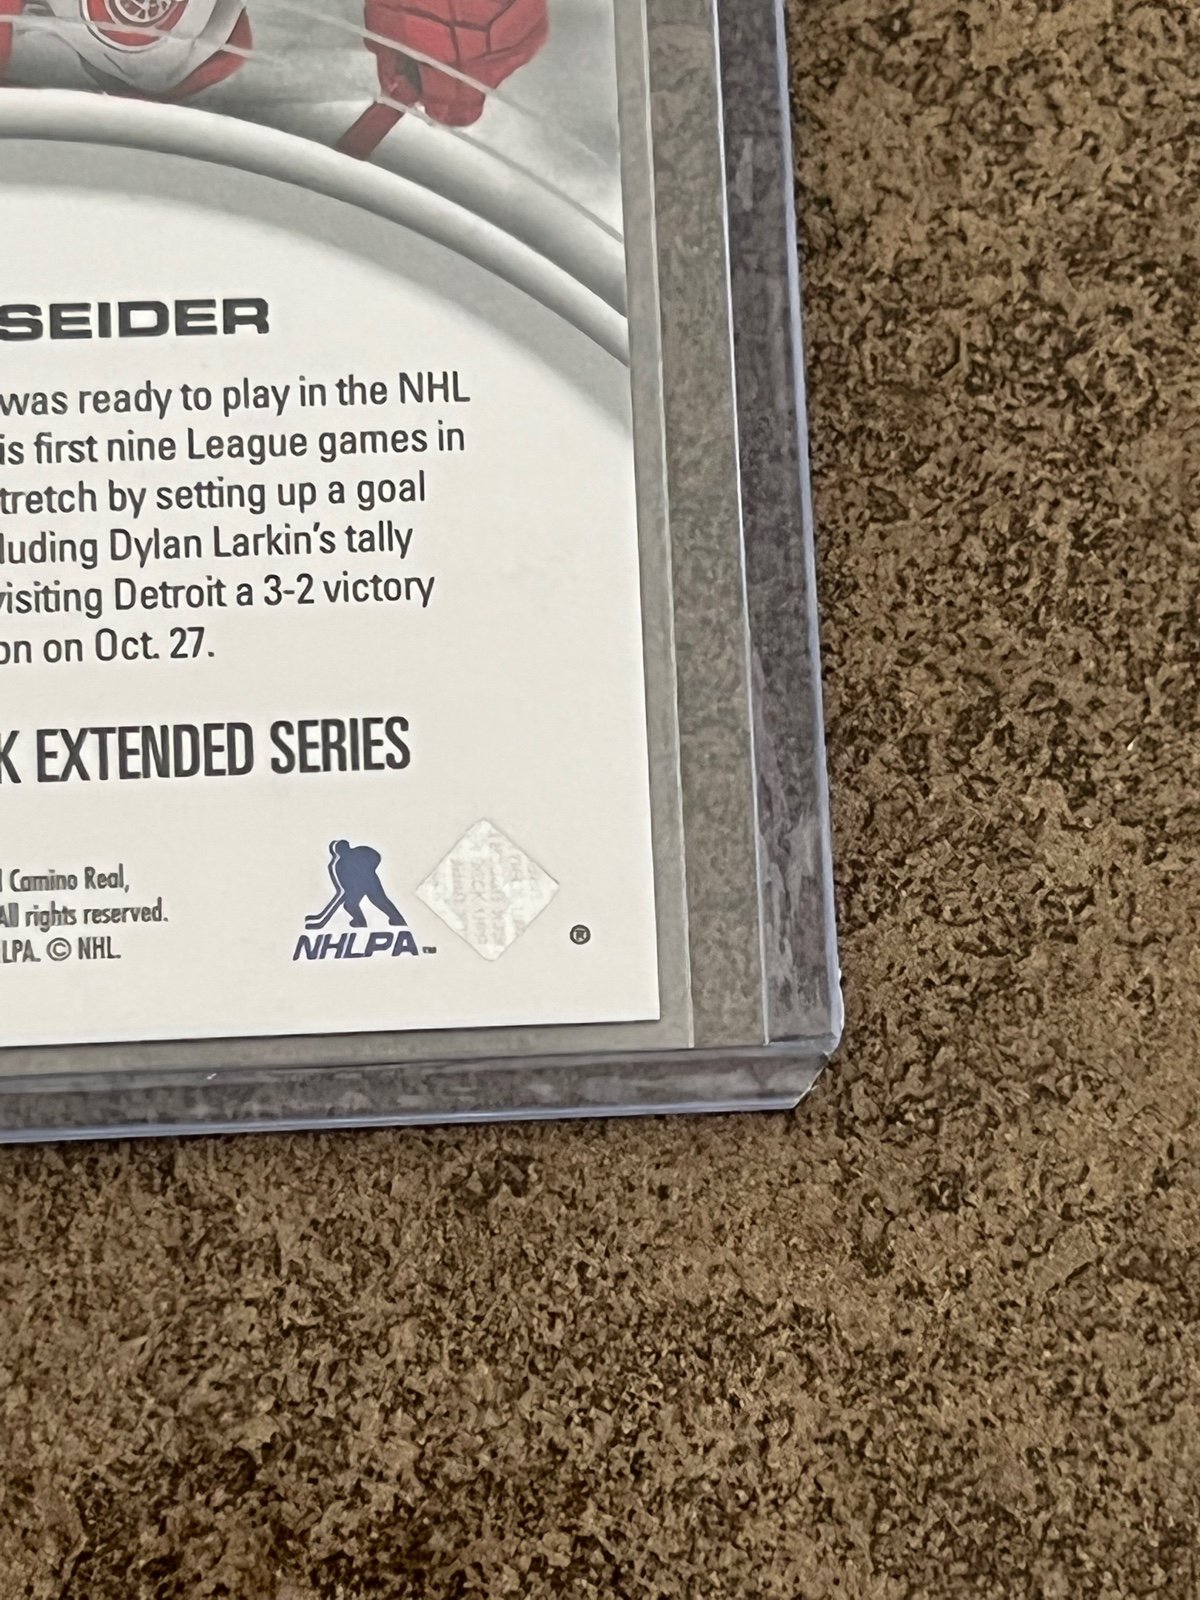 SEIDER
was ready to play in the NHL
is first nine League games in
tretch by setting up a goal
luding Dylan Larkin's tally
isiting Detroit a 3-2 victory
on on Oct. 27.
K EXTENDED SERIES
l Camino Real,
All rights reserved.
LPA. © NHL.
NHLPA™
®